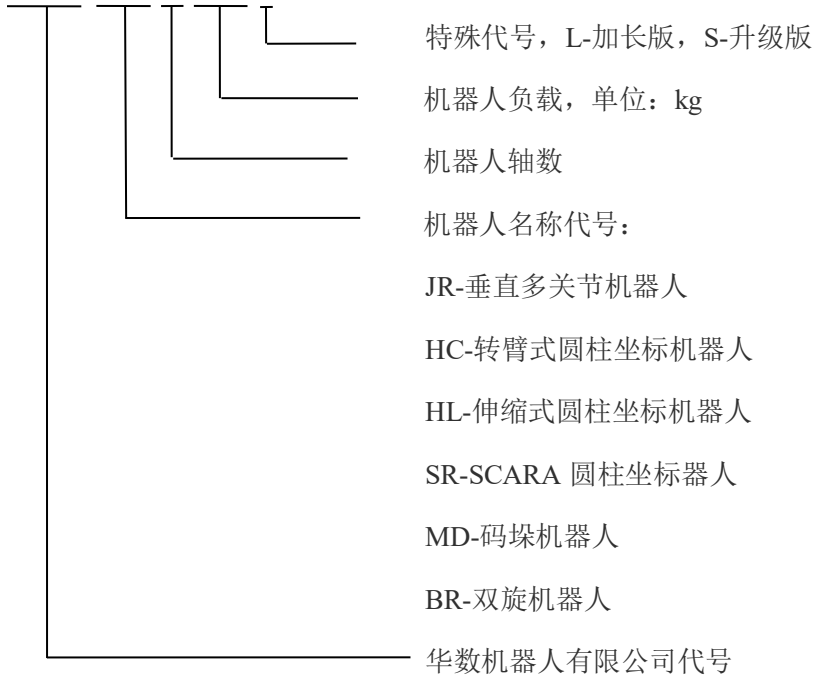 特殊代号，L-加长版，S-升级版
机器人负载，单位：kg
机器人轴数
机器人名称代号：
JR-垂直多关节机器人
HC-转臂式圆柱坐标机器人
HL-伸缩式圆柱坐标机器人
SR-SCARA 圆柱坐标器人
MD-码垛机器人
BR-双旋机器人
华数机器人有限公司代号